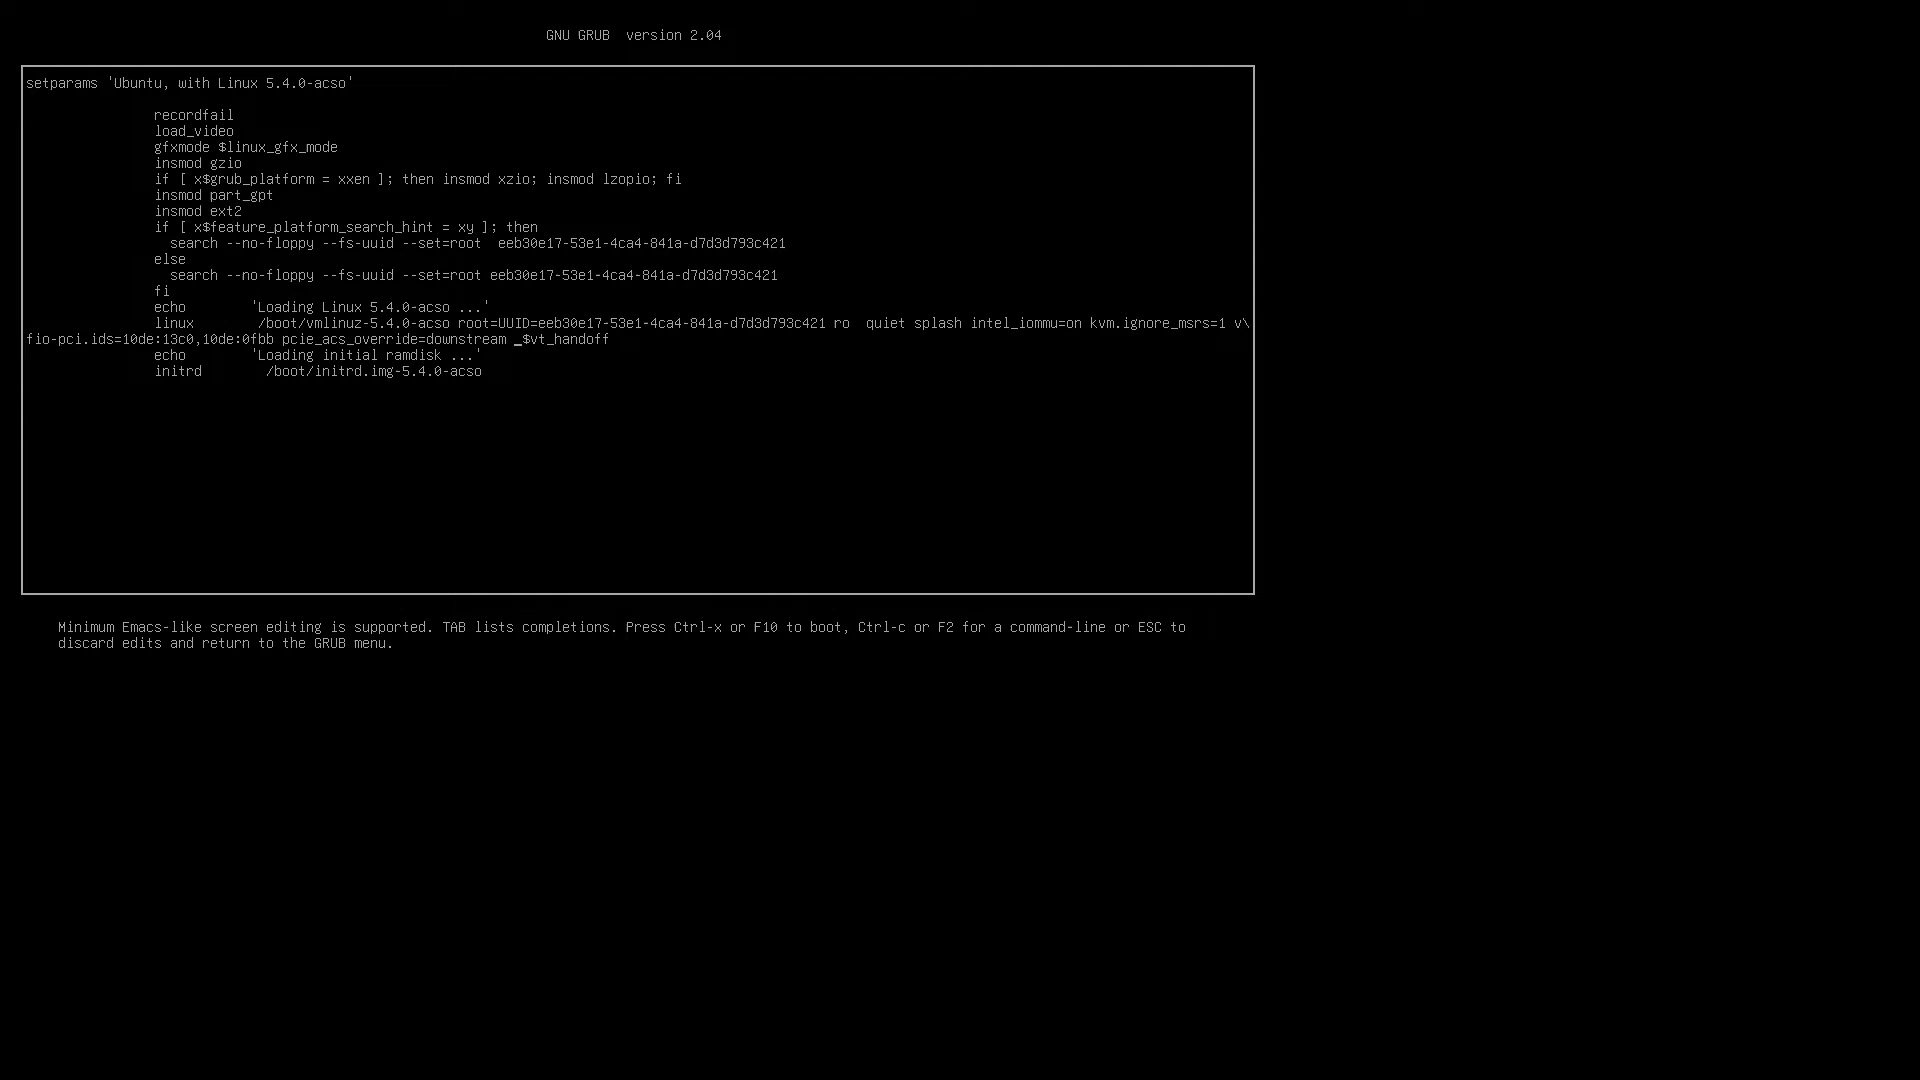 GNU GRUB  version 2.04
setparams 'Ubuntu, with Linux 5.4.0-acso'
recordfail
load_video
gfxmode $linux_gfx_mode
insmod gzio
if [ x$grub_platform = xxen ]; then insmod xzio; insmod lzopio; fi
insmod part_gpt
insmod ext2
if [ x$feature_platform_search_hint = xy ]; then
  search --no-floppy --fs-uuid --set=root  eeb30e17-53e1-4ca4-841a-d7d3d793c421
else
  search --no-floppy --fs-uuid --set=root eeb30e17-53e1-4ca4-841a-d7d3d793c421
fi
echo        'Loading Linux 5.4.0-acso ...'
linux        /boot/vmlinuz-5.4.0-acso root=UUID=eeb30e17-53e1-4ca4-841a-d7d3d793c421 ro  quiet splash intel_iommu=on kvm.ignore_msrs=1 v\
fio-pci.ids=10de:13c0,10de:0fbb pcie_acs_override=downstream _$vt_handoff
echo        'Loading initial ramdisk ...'
initrd        /boot/initrd.img-5.4.0-acso
Minimum Emacs-like screen editing is supported. TAB lists completions. Press Ctrl-x or F10 to boot, Ctrl-c or F2 for a command-line or ESC to
discard edits and return to the GRUB menu.